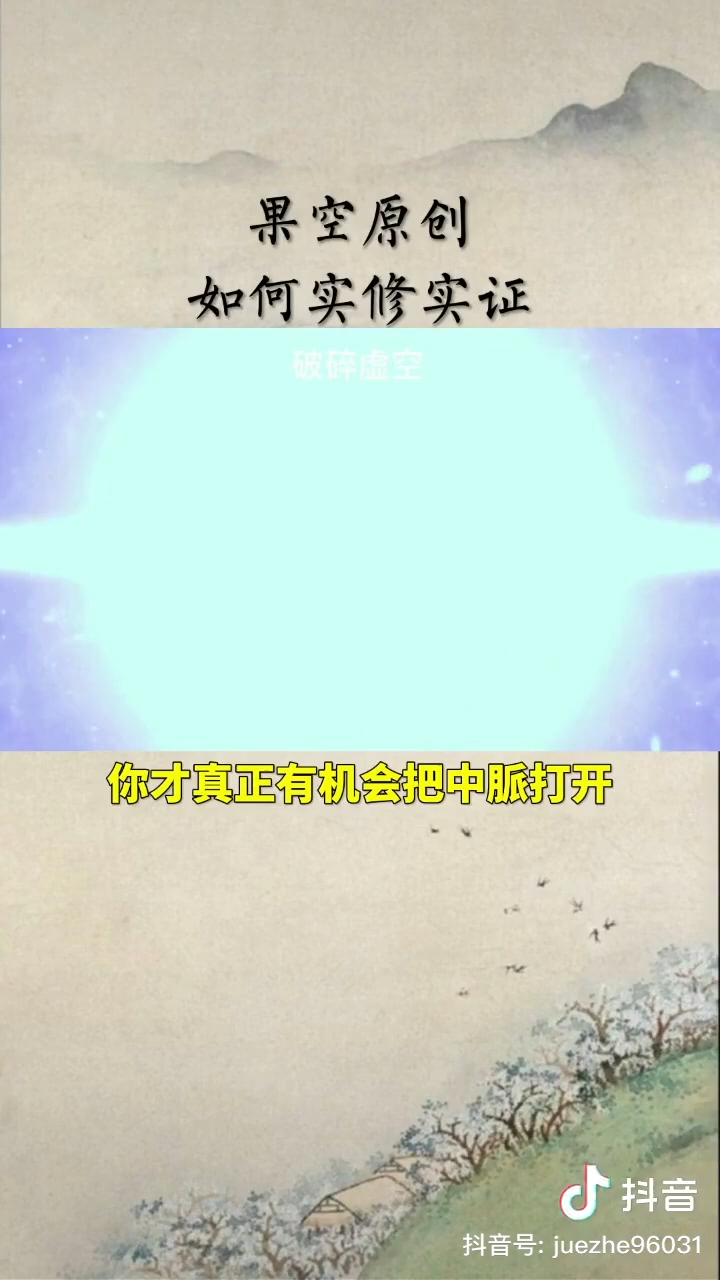 果空原创
如何实修实证
破碎虚空
你才真正有机会把中脈打开
抖音
抖音号: juezhe96031